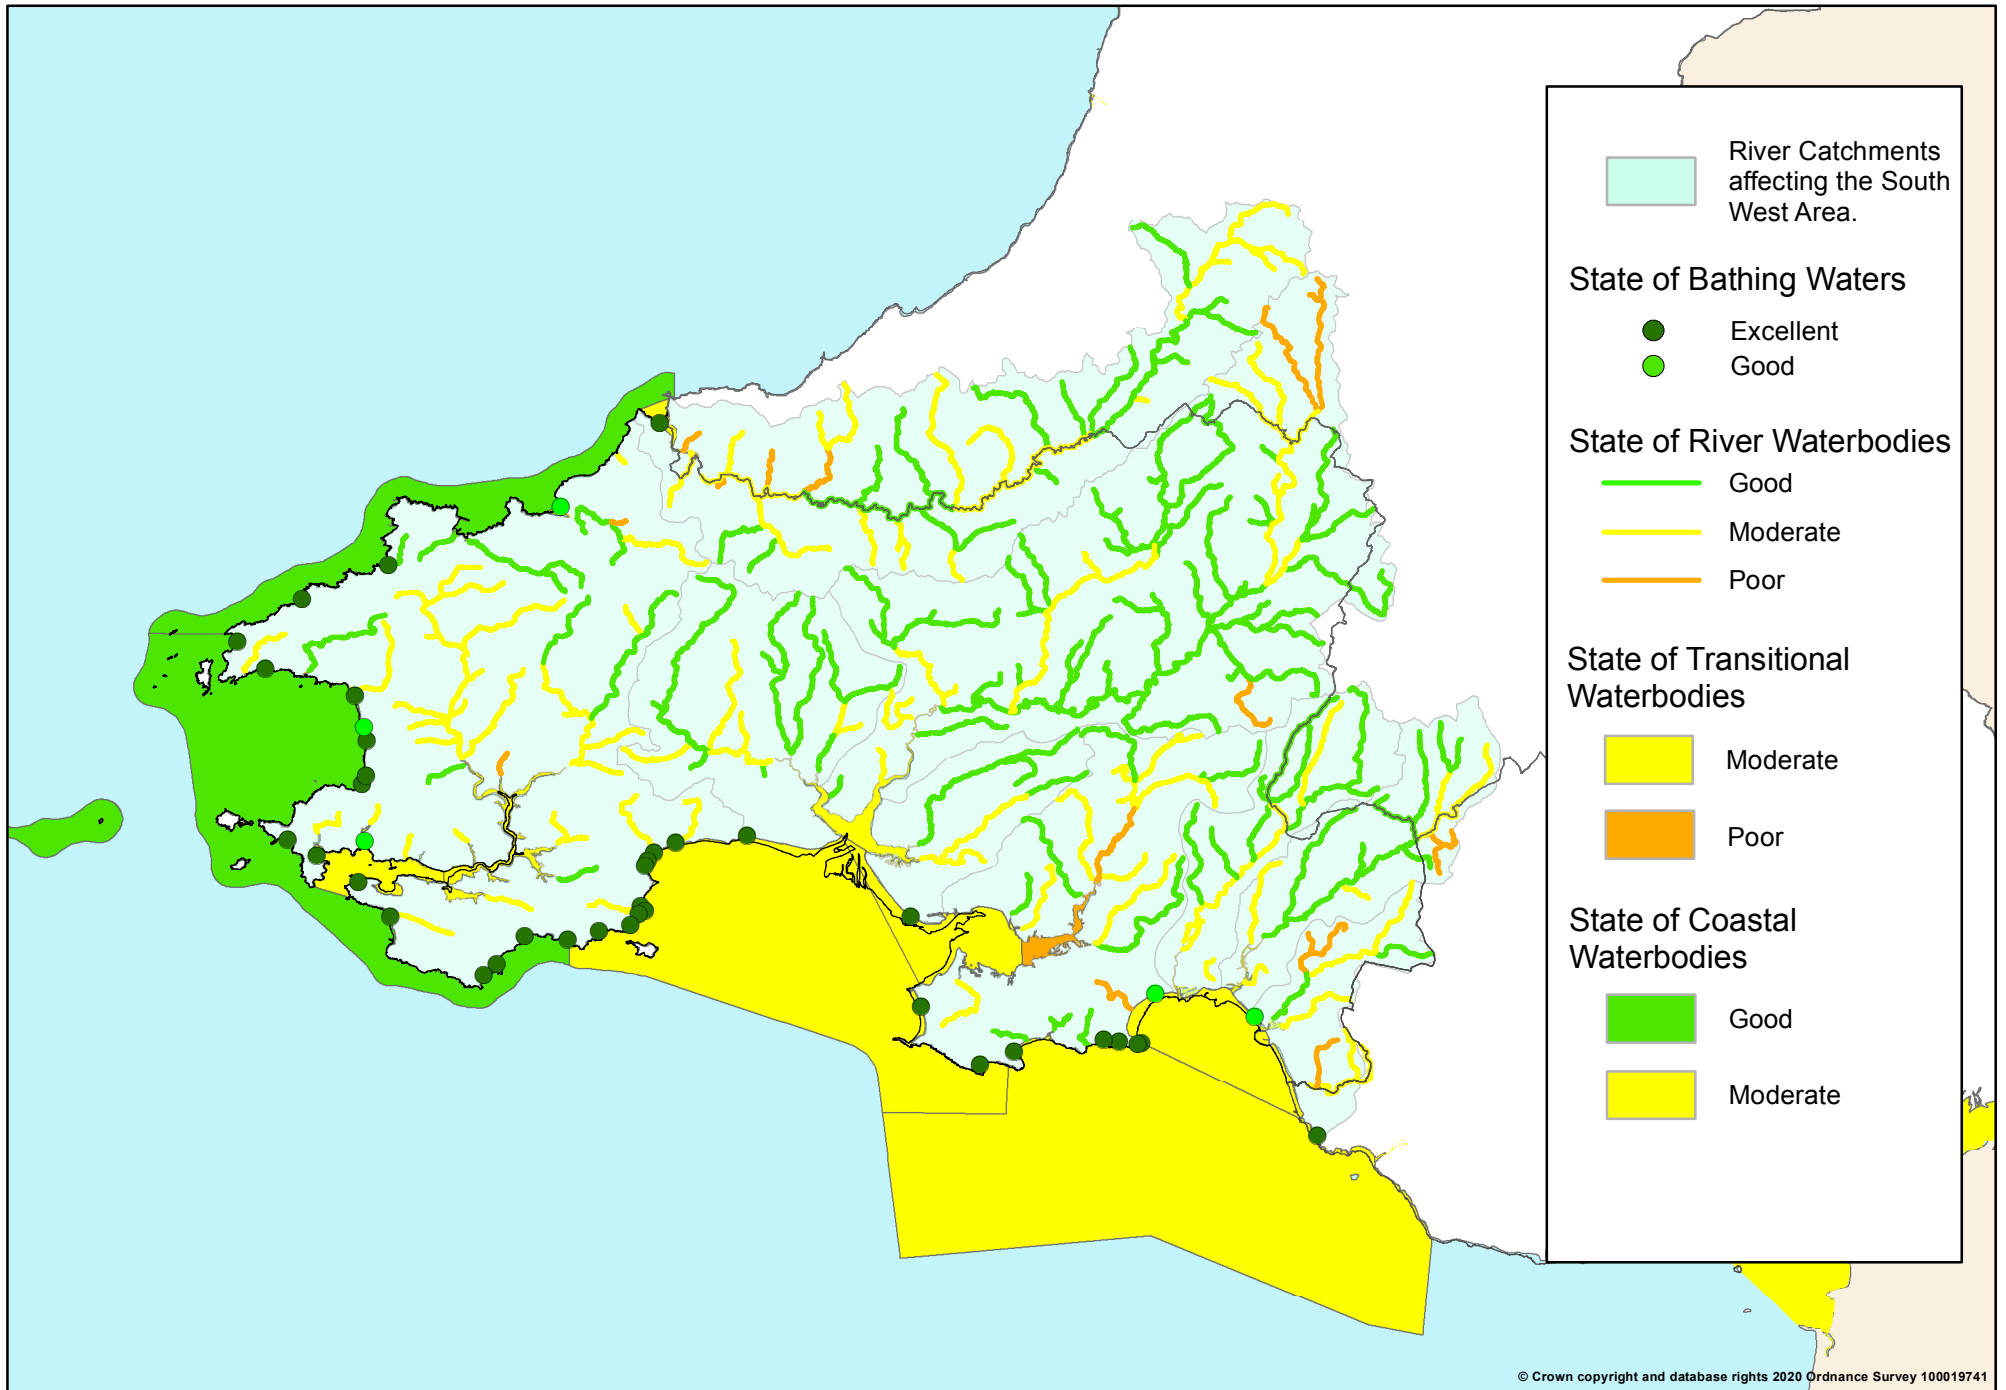 River Catchments
affecting the South
West Area.
State of Bathing Waters
Excellent
Good
State of River Waterbodies
Good
Moderate
Poor
State of Transitional
Waterbodies
Moderate
Poor
State of Coastal
Waterbodies
Good
Moderate
© Crown copyright and database rights 2020 Ordnance Survey 100019741